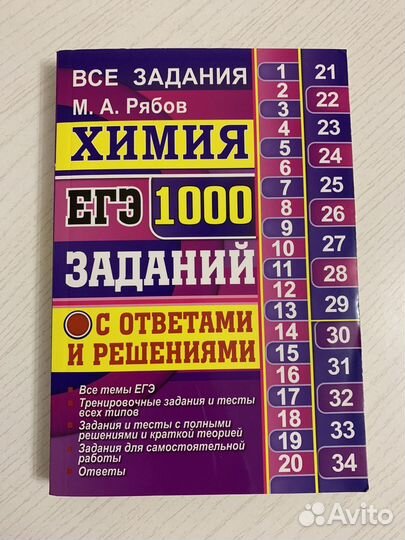 ВСЕ ЗАДАНИЯ
М. А. Рябов
ХИМИЯ
ЕГЭ 1000
ЗАДАНИЙ
С ОТВЕТАМИ
И РЕШЕНИЯМИ
Все темы ЕГЭ
Тренировочные задания и тесты
всех типов
Задания и тесты с полными
решениями и краткой теорией
Задания для самостоятельной
работы
Ответы
1
2
3
4
5
6
7
8
9
10
11
12
13
14
15
16
17
18
19
20
21
22
23
24
25
26
27
28
29
30
31
32
33
34
Avito